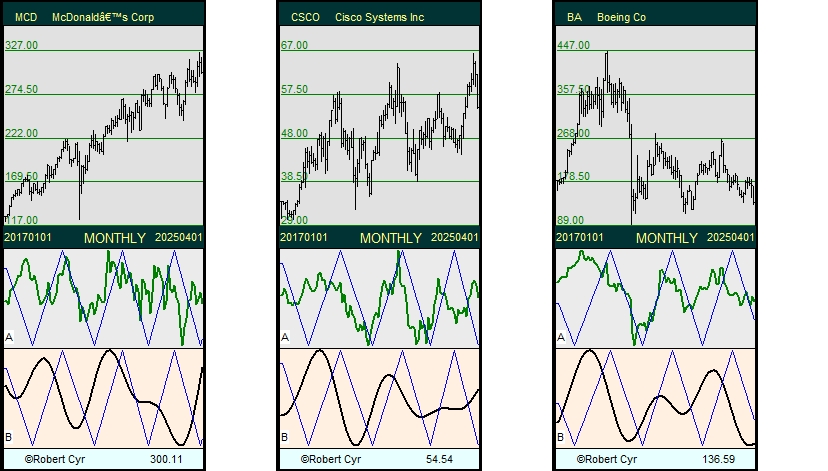 MCD McDonaldâ€™s Corp
327.00
274.50
222.00
169.50
117.00
20170101 MONTHLY 20250401
A
B
©Robert Cyr 300.11
CSCO Cisco Systems Inc
67.00
57.50
48.00
38.50
29.00
20170101 MONTHLY 20250401
A
B
©Robert Cyr 54.54
BA Boeing Co
447.00
357.50
268.00
178.50
89.00
20170101 MONTHLY 20250401
A
B
©Robert Cyr 136.59